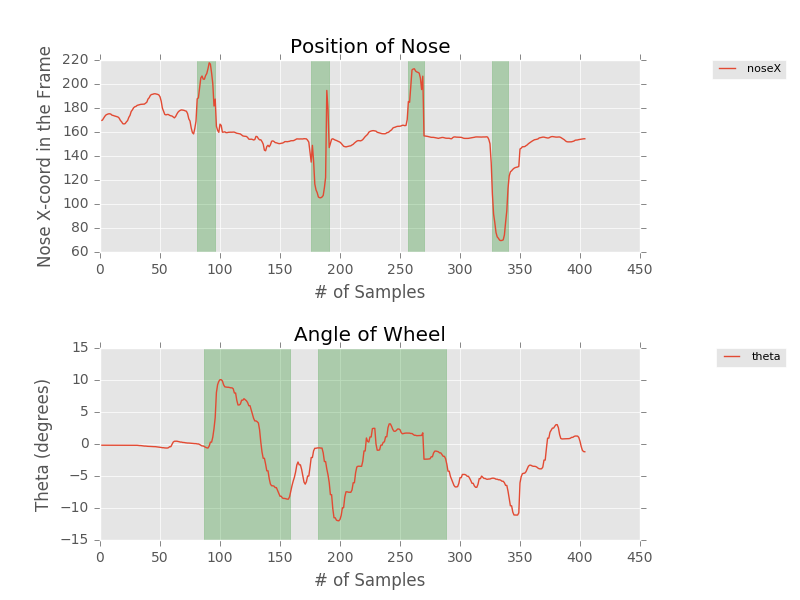 Position of Nose
Nose X-coord in the Frame
220
200
180
160
140
120
100
80
60
0 50 100 150 200 250 300 350 400 450
# of Samples
noseX
Angle of Wheel
Theta (degrees)
15
10
5
0
−5
−10
−15
0 50 100 150 200 250 300 350 400 450
# of Samples
theta